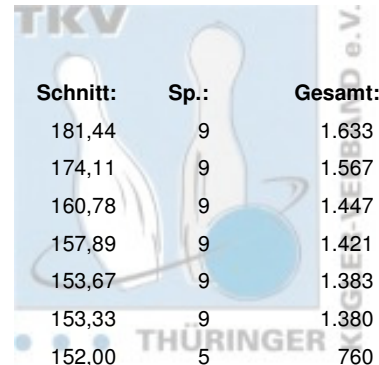 TKV
Schnitt: Sp.: Gesamt:
181,44 9 1.633
174,11 9 1.567
160,78 9 1.447
157,89 9 1.421
153,67 9 1.383
153,33 9 1.380
THÜRINGER
152,00 5 760
KEGLER-VERBAND e.V.